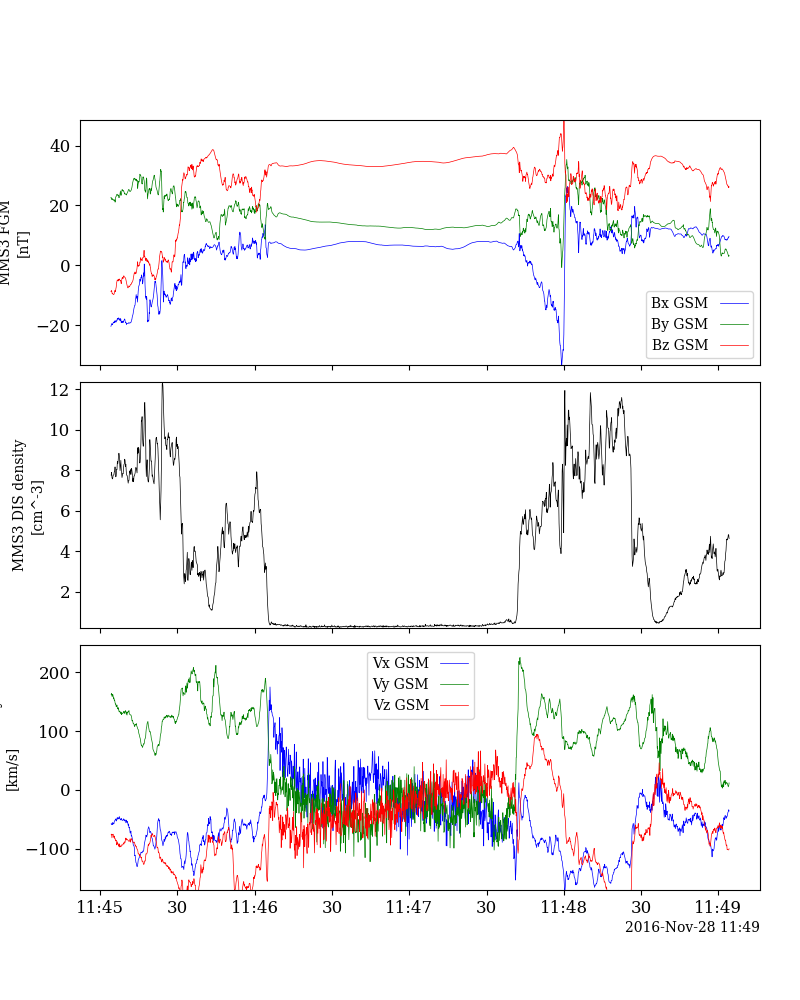 40
20
0
−20
MMS3 FGM
[nT]
Bx GSM
By GSM
Bz GSM
12
10
8
6
4
2
MMS3 DIS density
[cm^-3]
200
100
0
−100
[km/s]
Vx GSM
Vy GSM
Vz GSM
11:45 30 11:46 30 11:47 30 11:48 30 11:49
2016-Nov-28 11:49